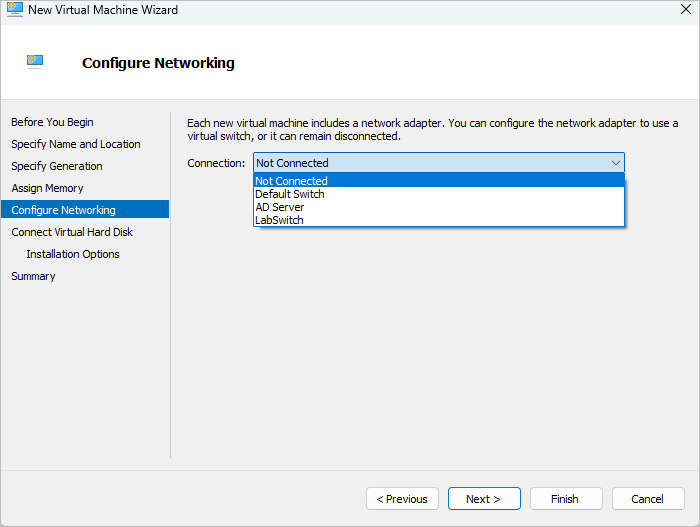 New Virtual Machine Wizard
Configure Networking
Before You Begin
Specify Name and Location
Specify Generation
Assign Memory
Configure Networking
Connect Virtual Hard Disk
Installation Options
Summary
Each new virtual machine includes a network adapter. You can configure the network adapter to use a
virtual switch, or it can remain disconnected.
Connection: Not Connected
Not Connected
Default Switch
AD Server
LabSwitch
< Previous
Next >
Finish
Cancel